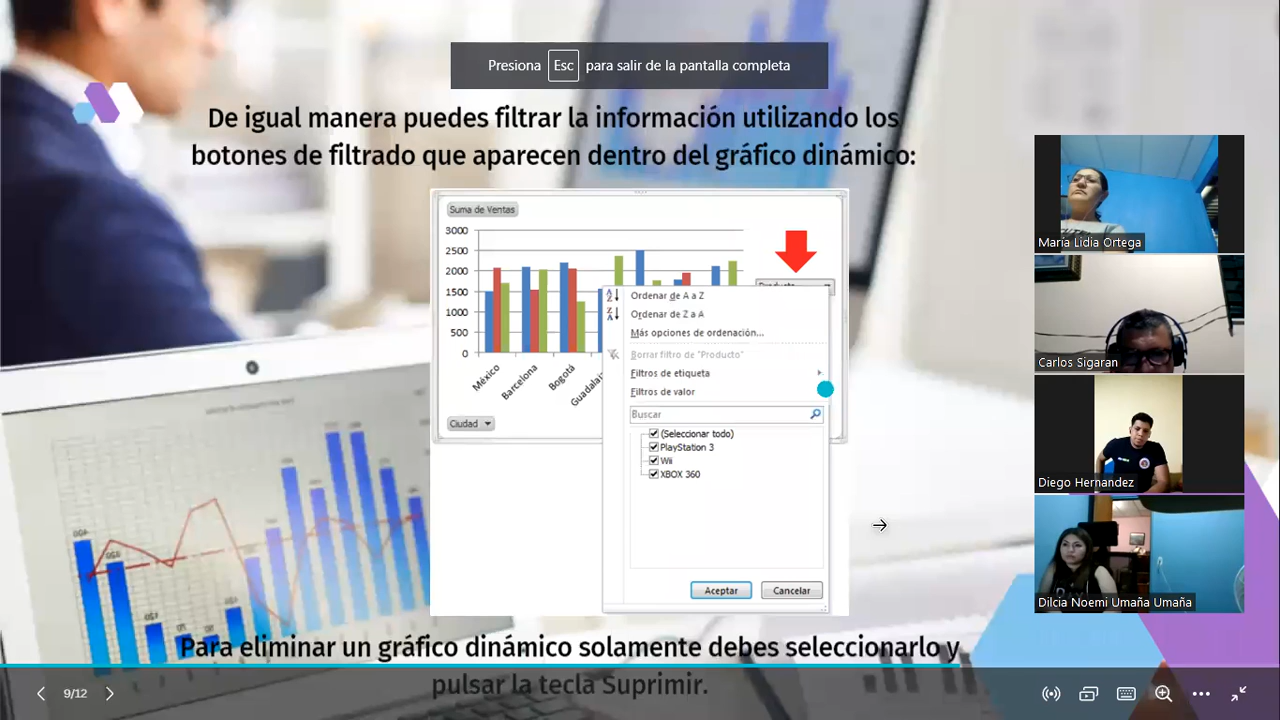 Presiona Esc para salir de la pantalla completa
De igual manera puedes filtrar la información utilizando los
botones de filtrado que aparecen dentro del gráfico dinámico:
Suma de Ventas
3000
2500
2000
1500
1000
500
0
México
Barcelona
Bogotá
Ciudad
Ordenar de A a Z
Ordenar de Z a A
Más opciones de ordenación...
Borrar filtro de "Producto"
Filtros de etiqueta
Filtros de valor
Buscar
(Seleccionar todo)
PlayStation 3
Wii
XBOX 360
Aceptar
Cancelar
Para eliminar un gráfico dinámico solamente debes seleccionarlo y
pulsar la tecla Suprimir.
9/12
Maria Lidia Ortega
Carlos Sigaran
Diego Hernandez
Dilcia Noemi Umaña Umaña